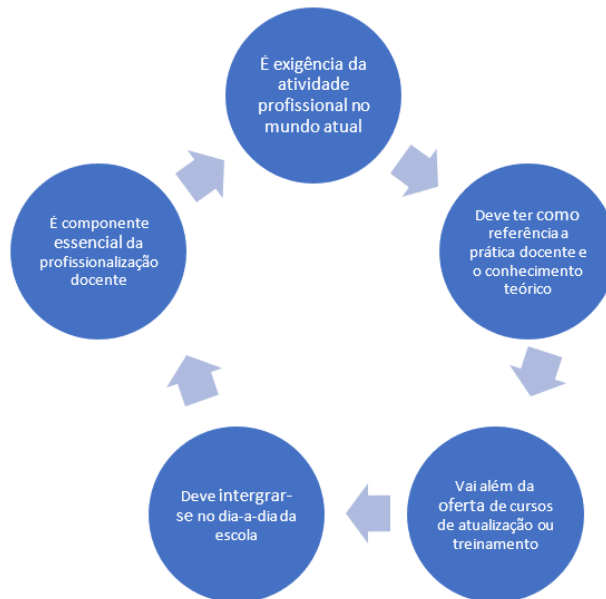 É exigência da
atividade
profissional no
mundo atual
Deve ter como
referência a
prática docente e
o conhecimento
teórico
Vai além da
oferta de cursos
de atualização ou
treinamento
Deve intergrar-
se no dia-a-dia da
escola
É componente
essencial da
profissionalização
docente